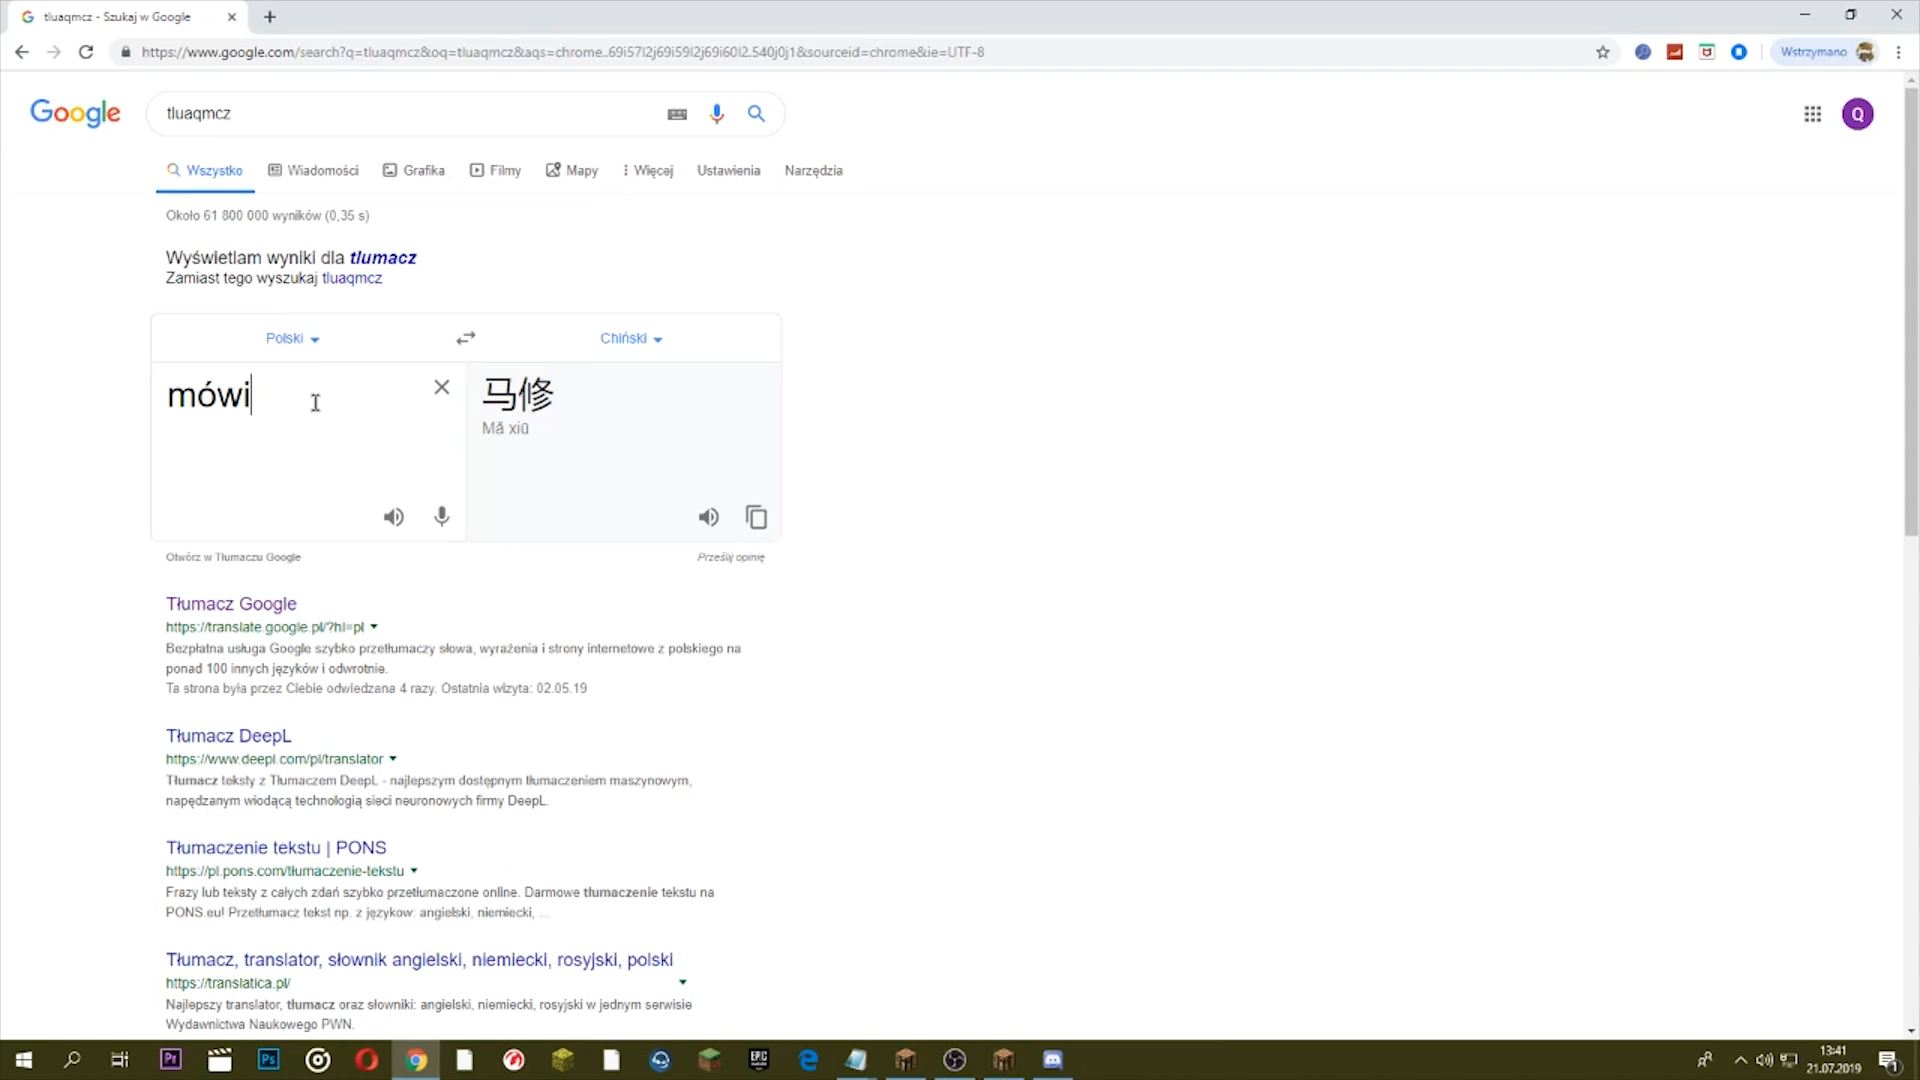 tluaqmcz - Szukaj w Google
https://www.google.com/search?q=tluaqmcz&oq=tluaqmcz&aqs=chrome..69i57l2j69i59l2j69i60l2.540j0j1&sourceid=chrome&ie=UTF-8
Wstrzymano
Google
tluaqmcz
Q
Wszystko Wiadomości Grafika Filmy Mapy Więcej Ustawienia Narzędzia
Około 61 800 000 wyników (0,35 s)
Wyświetlam wyniki dla tlumacz
Zamiast tego wyszukaj tluaqmcz
Polski Chiński
mówi 马修
Mǎ xiū
Otwórz w Tłumaczu Google Prześlij opinię
Tłumacz Google
https://translate.google.pl/?hl=pl
Bezpłatna usługa Google szybko przetłumaczy słowa, wyrażenia i strony internetowe z polskiego na
ponad 100 innych języków i odwrotnie.
Ta strona była przez Ciebie odwiedzana 4 razy. Ostatnia wizyta: 02.05.19
Tłumacz DeepL
https://www.deepl.com/pl/translator
Tłumacz teksty z Tłumaczem DeepL - najlepszym dostępnym tłumaczeniem maszynowym,
napędzanym wiodącą technologią sieci neuronowych firmy DeepL.
Tłumaczenie tekstu | PONS
https://pl.pons.com/tłumaczenie-tekstu
Frazy lub teksty z całych zdań szybko przetłumaczone online. Darmowe tłumaczenie tekstu na
PONS.eu! Przetłumacz tekst np. z językow: angielski, niemiecki, ...
Tłumacz, translator, słownik angielski, niemiecki, rosyjski, polski
https://translatica.pl/
Najlepszy translator, tłumacz oraz słowniki: angielski, niemiecki, rosyjski w jednym serwisie
Wydawnictwa Naukowego PWN.
Pr
Ps
EPIC
13:41
21.07.2019
1